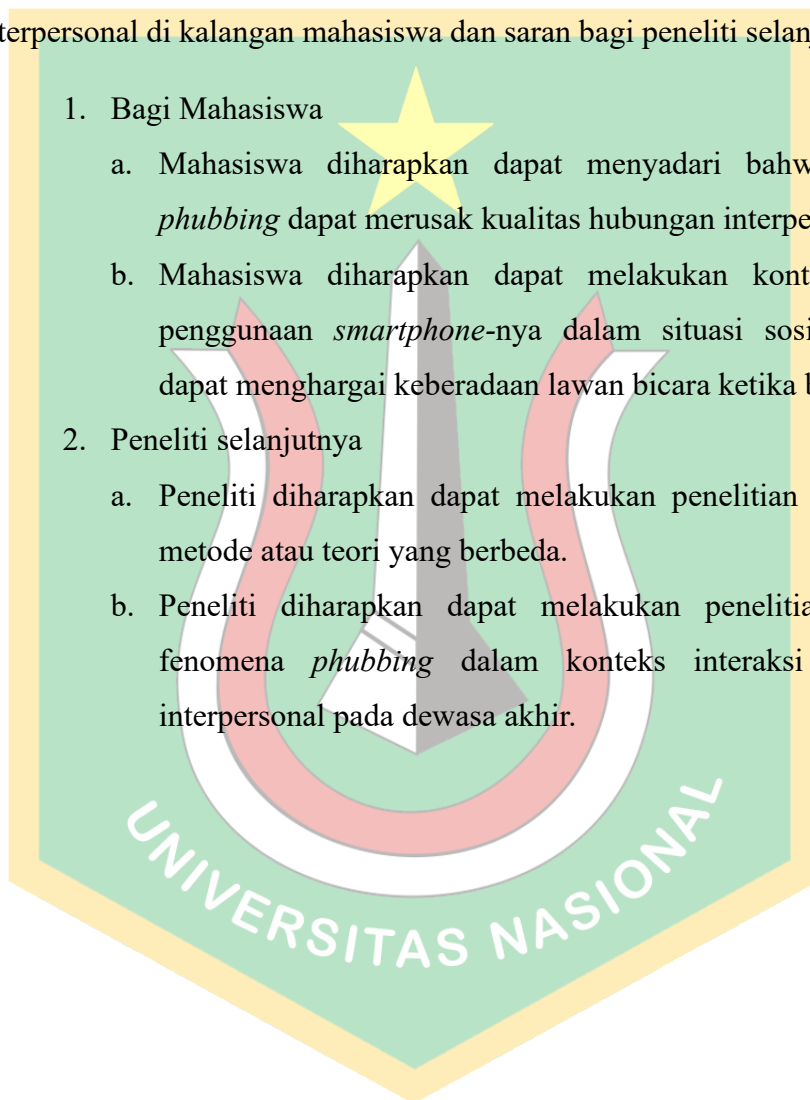 terpersonal di kalangan mahasiswa dan saran bagi peneliti selan
1. Bagi Mahasiswa
a. Mahasiswa diharapkan dapat menyadari bahw
phubbing dapat merusak kualitas hubungan interpe
b. Mahasiswa diharapkan dapat melakukan kont
penggunaan smartphone-nya dalam situasi sosi
dapat menghargai keberadaan lawan bicara ketika b
2. Peneliti selanjutnya
a. Peneliti diharapkan dapat melakukan penelitian
metode atau teori yang berbeda.
b. Peneliti diharapkan dapat melakukan penelitia
fenomena phubbing dalam konteks interaksi
interpersonal pada dewasa akhir.
UNIVERSITAS NASIONAL